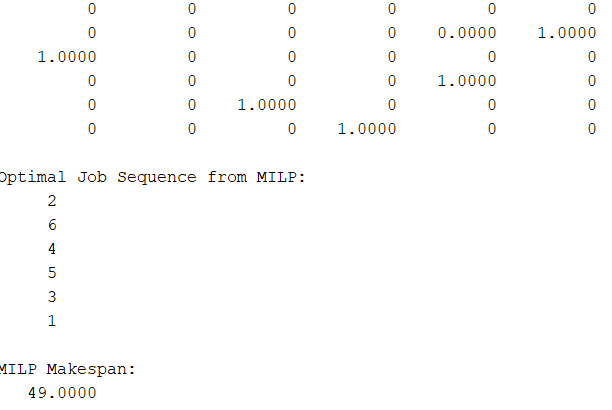 0 0 0 0 0 0
0 0 0 0 0.0000 1.0000
1.0000 0 0 0 0 0
0 0 0 0 1.0000 0
0 0 1.0000 0 0 0
0 0 0 1.0000 0 0
Optimal Job Sequence from MILP:
2
6
4
5
3
1
MILP Makespan:
49.0000